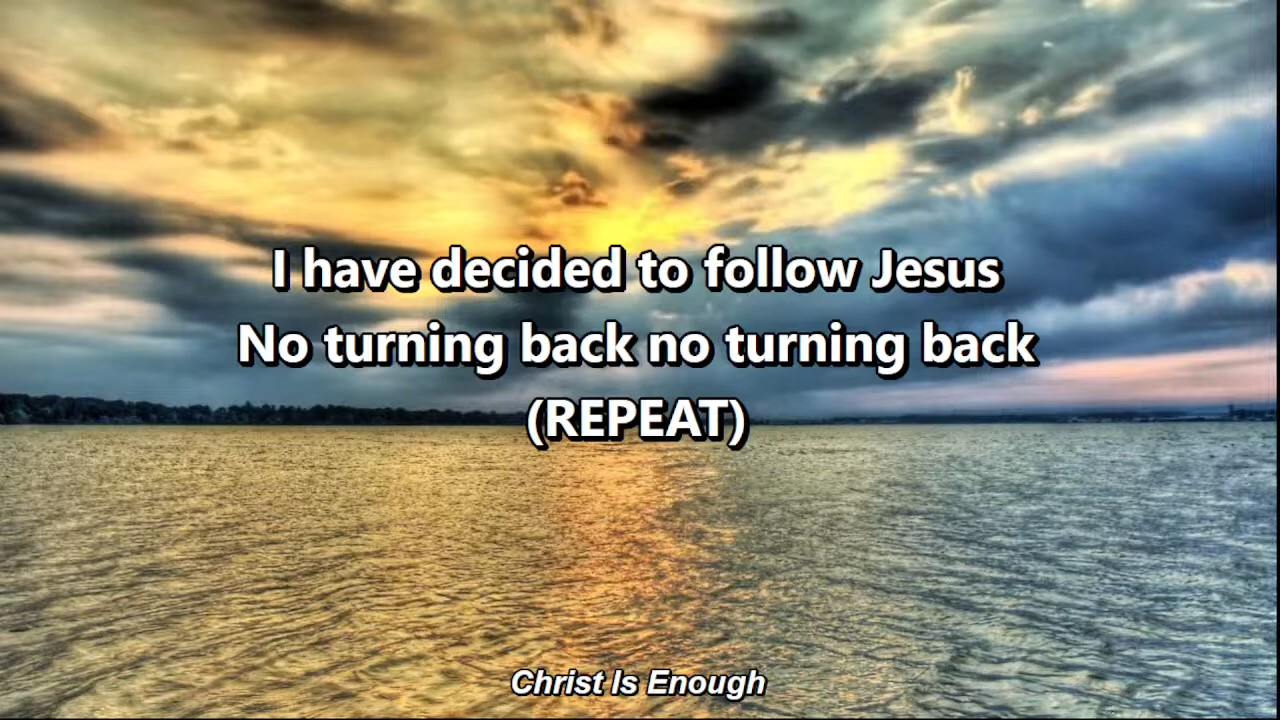 I have decided to follow Jesus
No turning back no turning back
(REPEAT)
Christ Is Enough